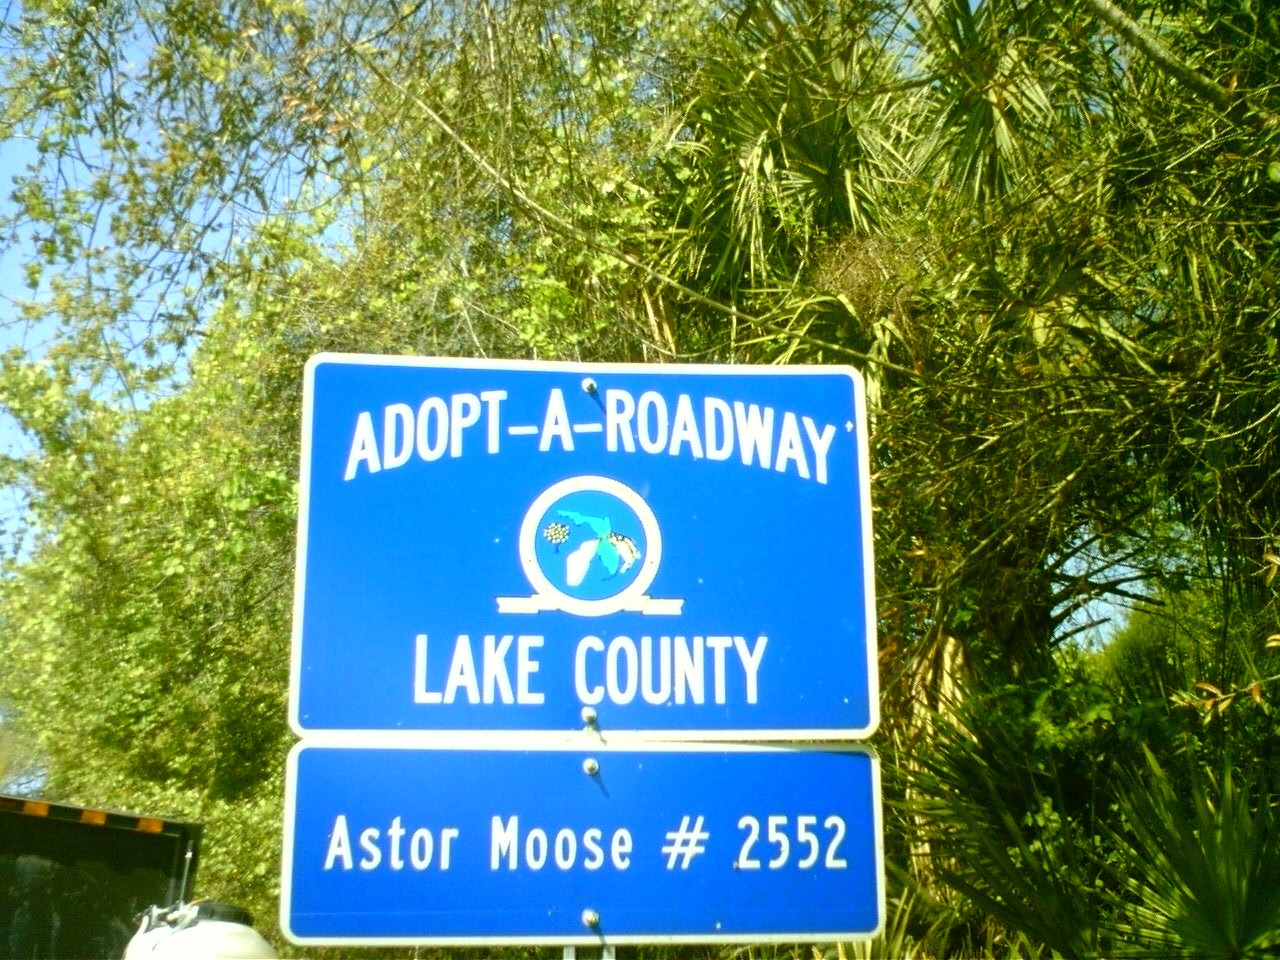 ADOPT-A-ROADWAY
LAKE COUNTY
Astor Moose # 2552